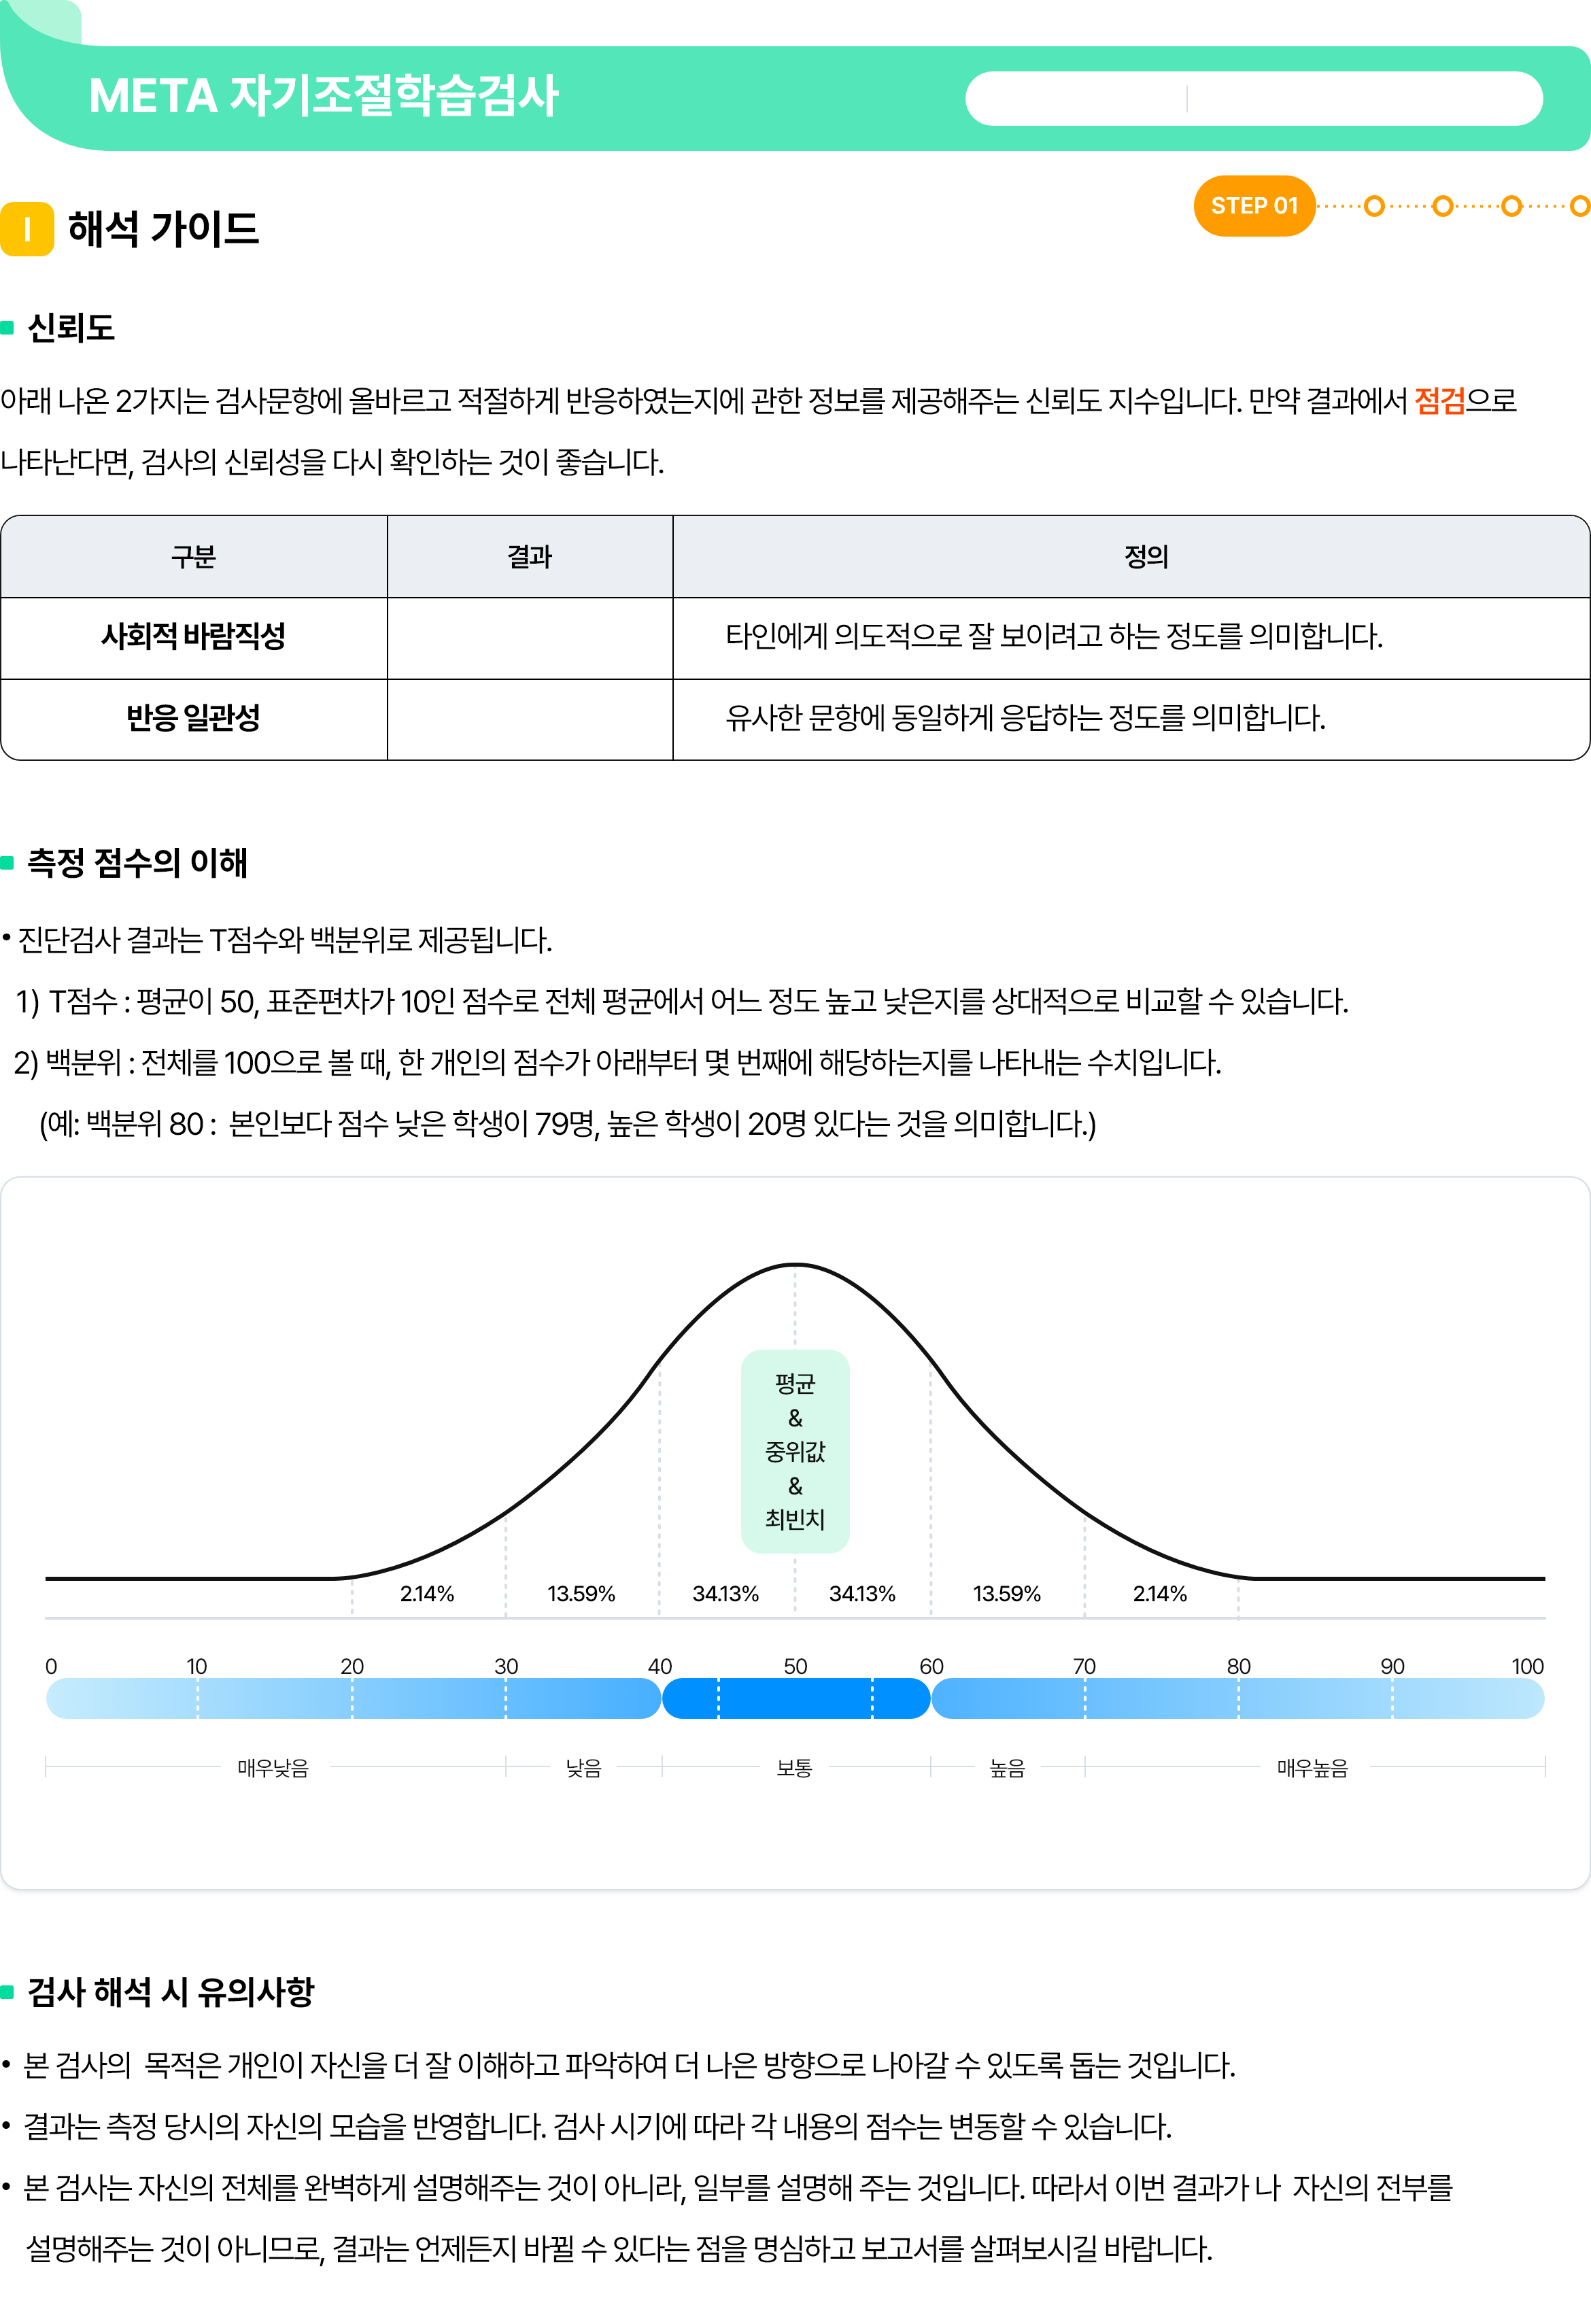 META 자기조절학습검사
I 해석 가이드
STEP 01
신뢰도
아래 나온 2가지는 검사문항에 올바르고 적절하게 반응하였는지에 관한 정보를 제공해주는 신뢰도 지수입니다. 만약 결과에서 점검으로
나타난다면, 검사의 신뢰성을 다시 확인하는 것이 좋습니다.
구분 결과 정의
사회적 바람직성 타인에게 의도적으로 잘 보이려고 하는 정도를 의미합니다.
반응 일관성 유사한 문항에 동일하게 응답하는 정도를 의미합니다.
측정 점수의 이해
• 진단검사 결과는 T점수와 백분위로 제공됩니다.
1) T점수 : 평균이 50, 표준편차가 10인 점수로 전체 평균에서 어느 정도 높고 낮은지를 상대적으로 비교할 수 있습니다.
2) 백분위 : 전체를 100으로 볼 때, 한 개인의 점수가 아래부터 몇 번째에 해당하는지를 나타내는 수치입니다.
(예: 백분위 80 : 본인보다 점수 낮은 학생이 79명, 높은 학생이 20명 있다는 것을 의미합니다.)
평균
&
중위값
&
최빈치
2.14% 13.59% 34.13% 34.13% 13.59% 2.14%
0 10 20 30 40 50 60 70 80 90 100
매우낮음 낮음 보통 높음 매우높음
검사 해석 시 유의사항
• 본 검사의 목적은 개인이 자신을 더 잘 이해하고 파악하여 더 나은 방향으로 나아갈 수 있도록 돕는 것입니다.
• 결과는 측정 당시의 자신의 모습을 반영합니다. 검사 시기에 따라 각 내용의 점수는 변동할 수 있습니다.
• 본 검사는 자신의 전체를 완벽하게 설명해주는 것이 아니라, 일부를 설명해 주는 것입니다. 따라서 이번 결과가 나 자신의 전부를
설명해주는 것이 아니므로, 결과는 언제든지 바뀔 수 있다는 점을 명심하고 보고서를 살펴보시길 바랍니다.